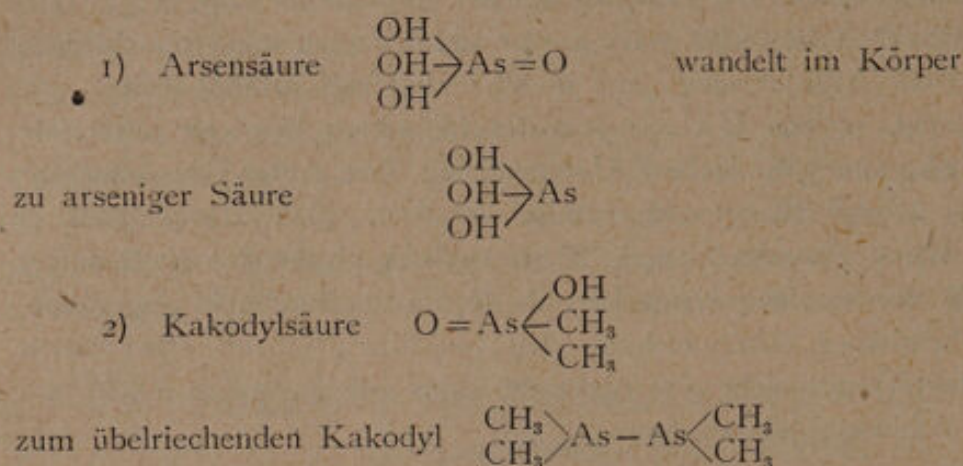 OH
1) Arsensäure OH As=O wandelt im Körper
OH
OH
zu arseniger Säure OH As
OH
OH
2) Kakodylsäure O=As CH₃
CH₃
zum übelriechenden Kakodyl CH₃ As—As CH₃
CH₃ CH₃